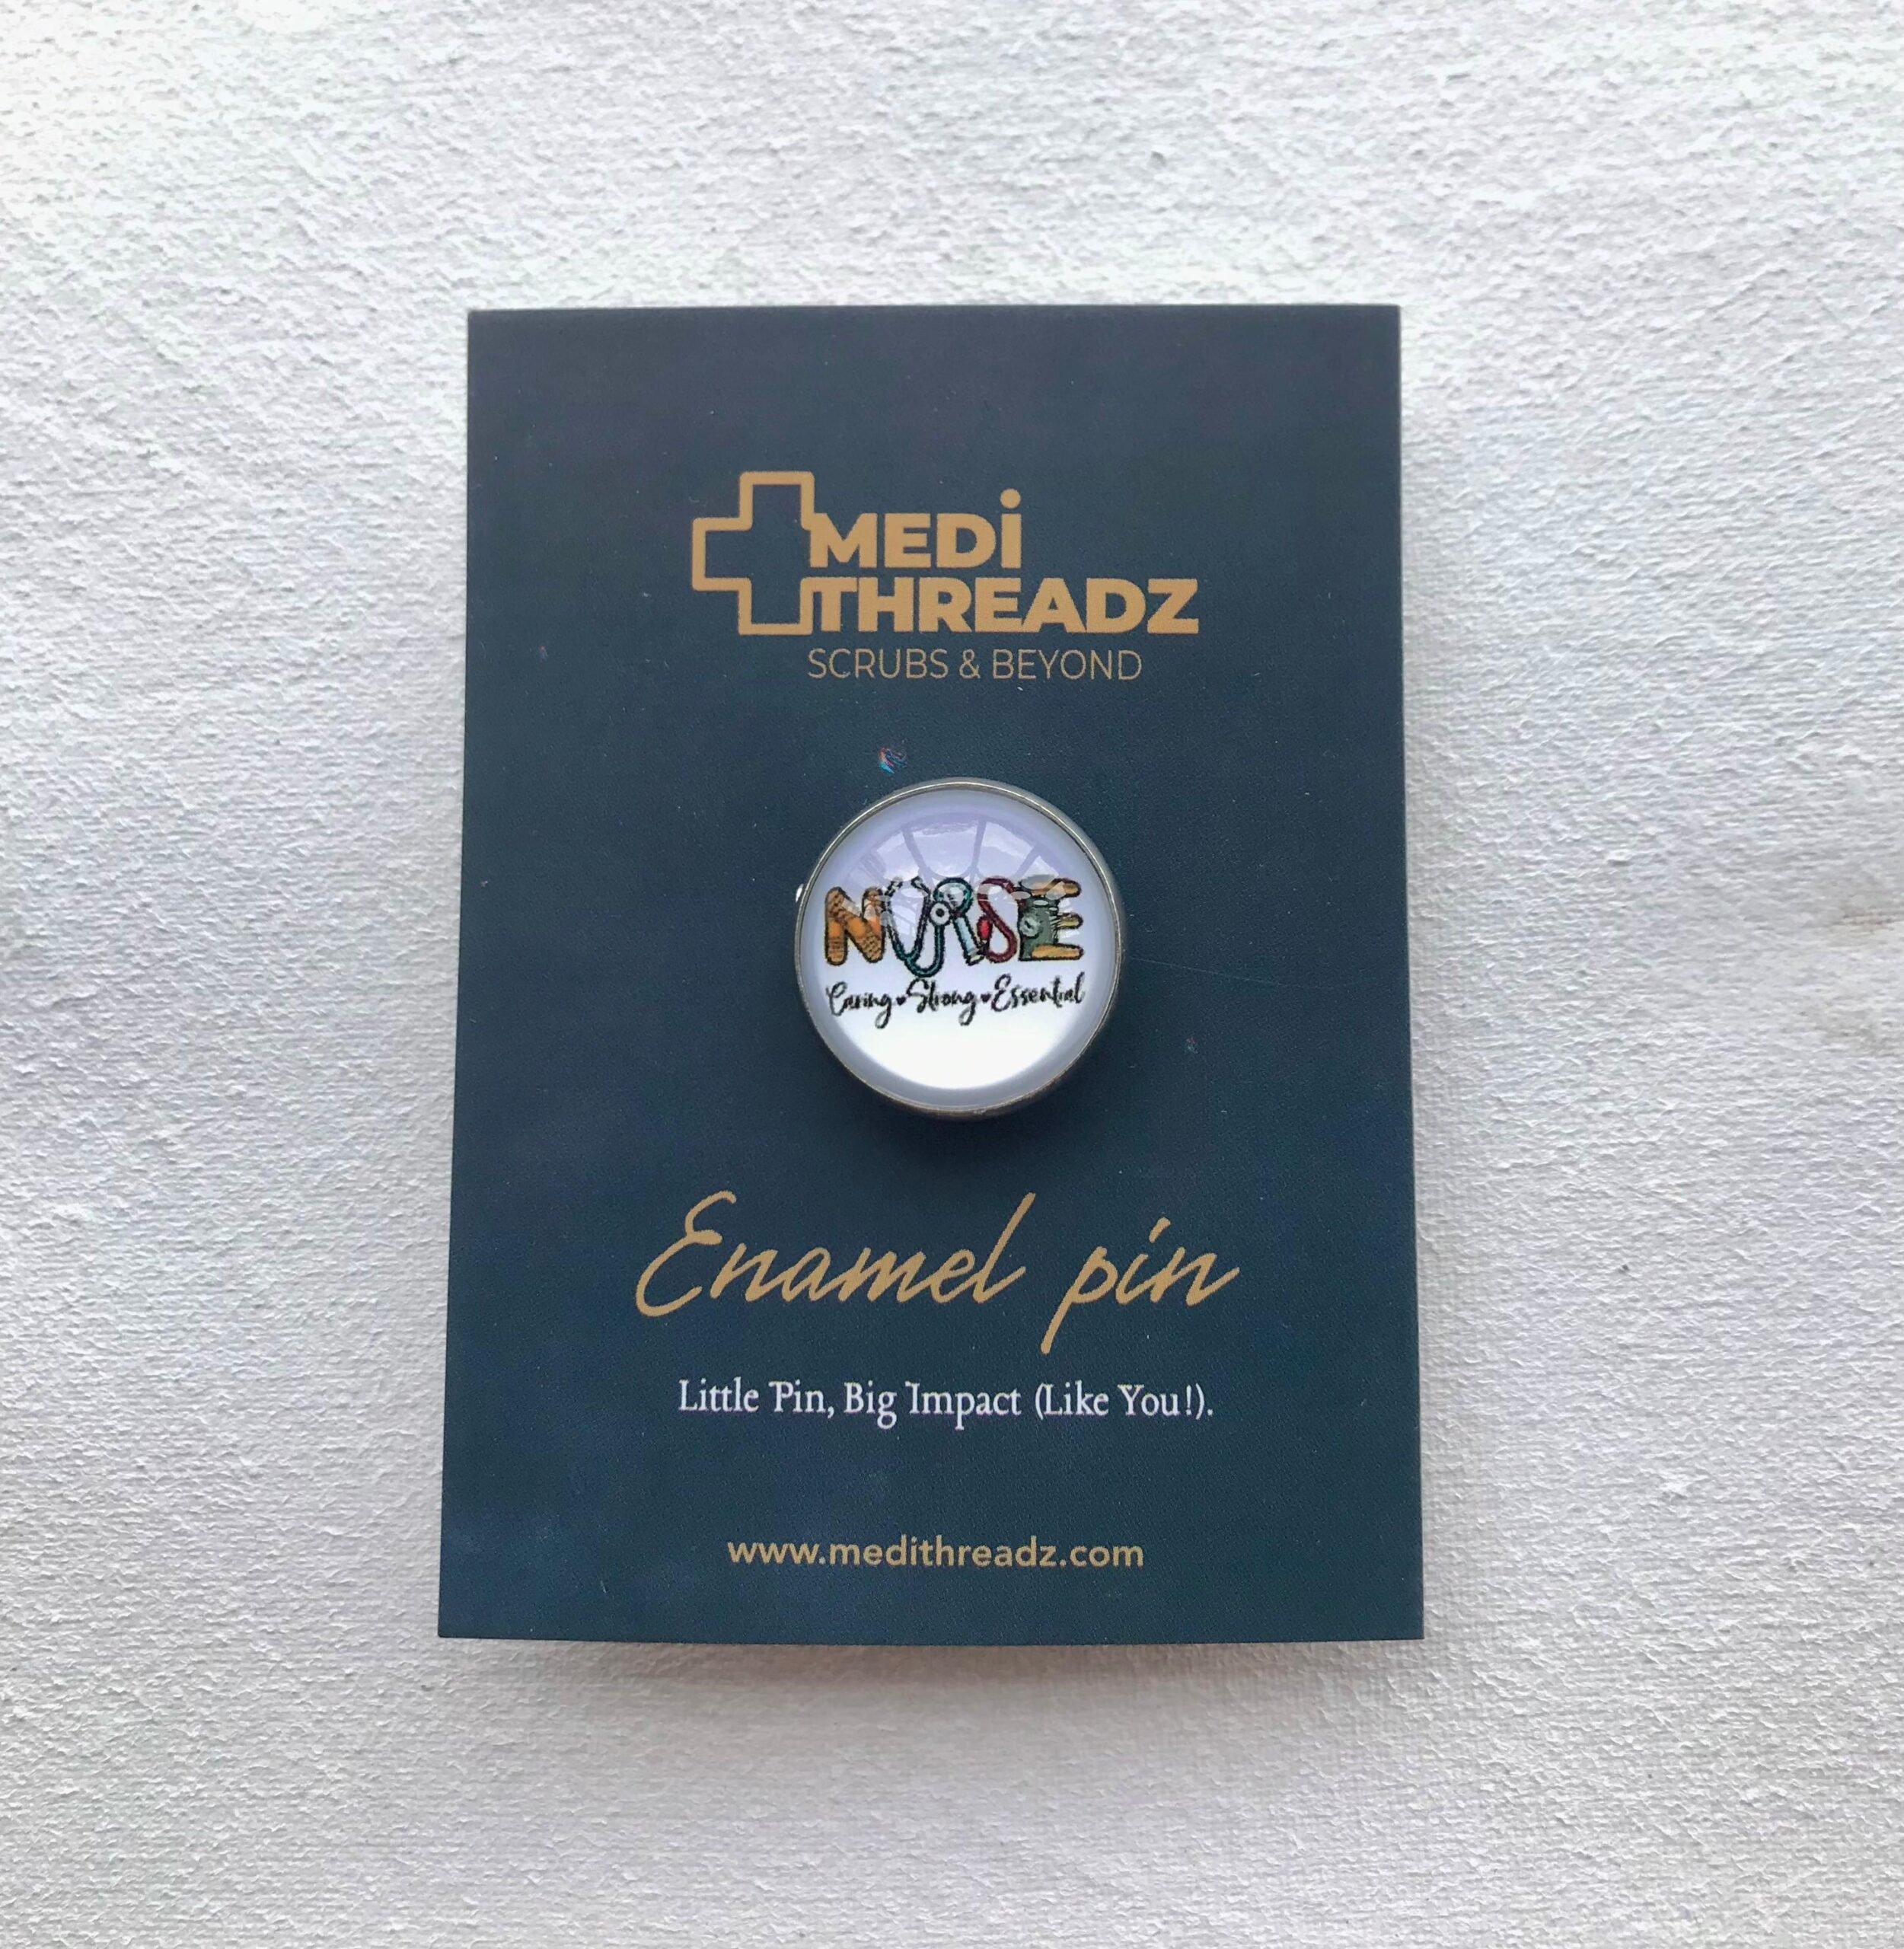 MEDi
THREADZ
SCRUBS & BEYOND
NURSE
Caring♥Strong♥Essential
Enamel pin
Little Pin, Big Impact (Like You!).
www.medithreadz.com